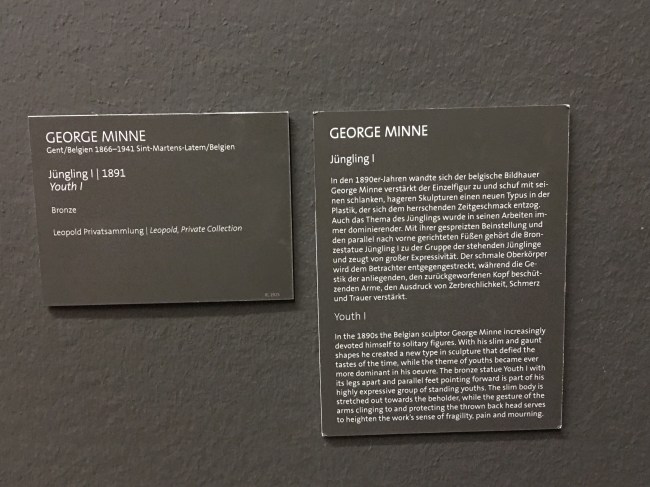 GEORGE MINNE
Gent/Belgien 1866–1941 Sint-Martens-Latem/Belgien
Jüngling I | 1891
Youth I
Bronze
Leopold Privatsammlung | Leopold, Private Collection
GEORGE MINNE
Jüngling I
In den 1890er-Jahren wandte sich der belgische Bildhauer
George Minne verstärkt der Einzelfigur zu und schuf mit sei-
nen schlanken, hageren Skulpturen einen neuen Typus in der
Plastik, der sich dem herrschenden Zeitgeschmack entzog.
Auch das Thema des Jünglings wurde in seinen Arbeiten im-
mer dominierender. Mit ihrer gespreizten Beinstellung und
den parallel nach vorne gerichteten Füßen gehört die Bron-
zestatue Jüngling I zu der Gruppe der stehenden Jünglinge
und zeugt von großer Expressivität. Der schmale Oberkörper
wird dem Betrachter entgegengestreckt, während die Ge-
stik der anliegenden, den zurückgeworfenen Kopf beschüt-
zenden Arme, den Ausdruck von Zerbrechlichkeit, Schmerz
und Trauer verstärkt.
Youth I
In the 1890s the Belgian sculptor George Minne increasingly
devoted himself to solitary figures. With his slim and gaunt
shapes he created a new type in sculpture that defied the
tastes of the time, while the theme of youths became ever
more dominant in his oeuvre. The bronze statue Youth I with
its legs apart and parallel feet pointing forward is part of his
highly expressive group of standing youths. The slim body is
stretched out towards the beholder, while the gesture of the
arms clinging to and protecting the thrown back head serves
to heighten the work's sense of fragility, pain and mourning.